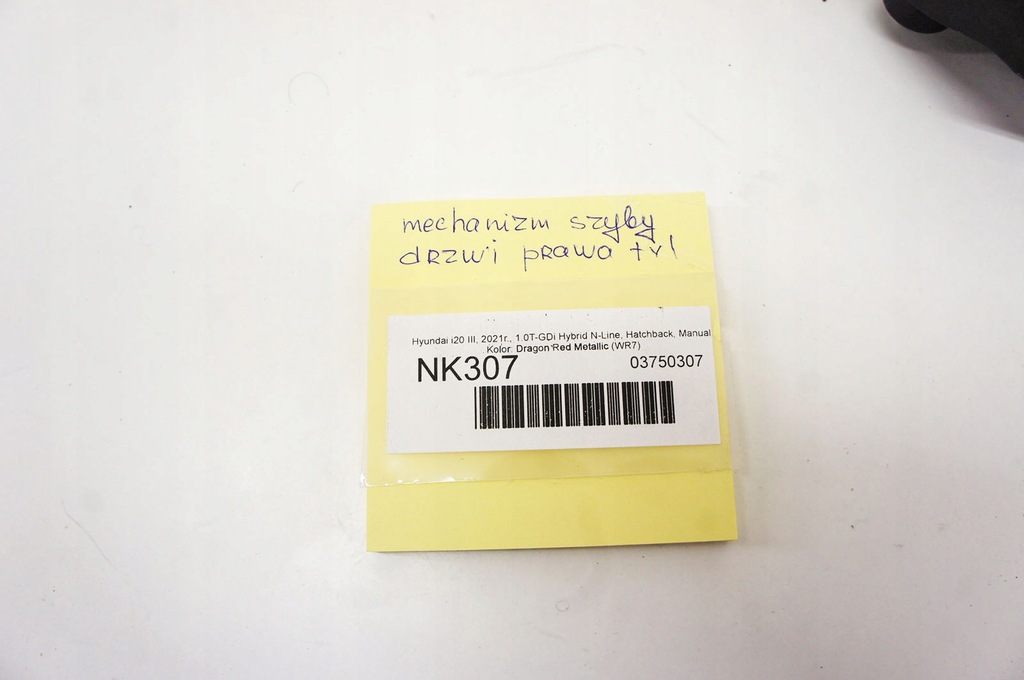 mechanizm szyby
drzwi prawa tył
Hyundai i20 III, 2021r., 1.0T-GDi Hybrid N-Line, Hatchback, Manual
Kolor: Dragon Red Metallic (WR7)
NK307
03750307